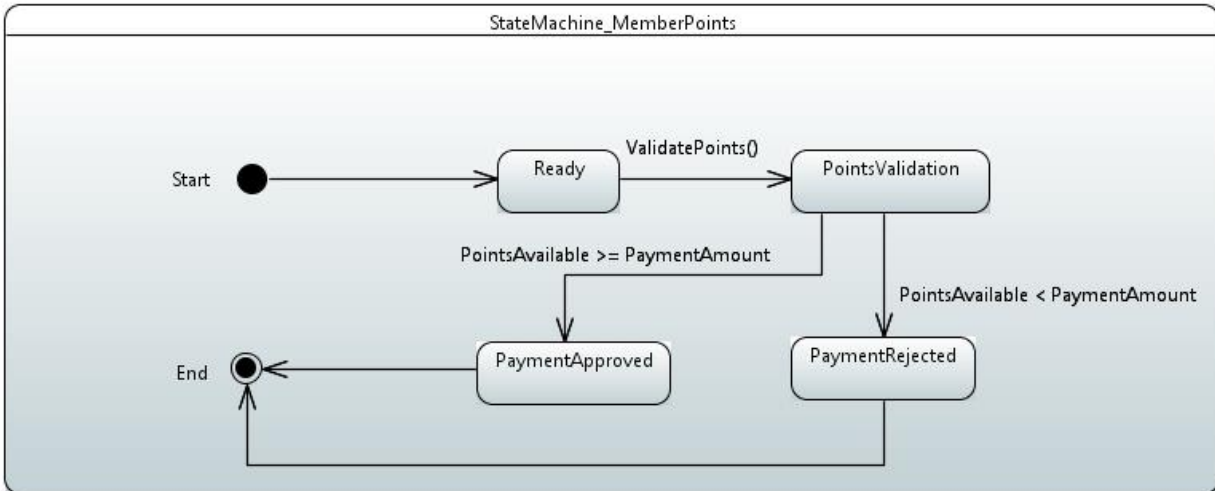 StateMachine_MemberPoints
Start
Ready
ValidatePoints()
PointsValidation
PointsAvailable >= PaymentAmount
PointsAvailable < PaymentAmount
End
PaymentApproved
PaymentRejected